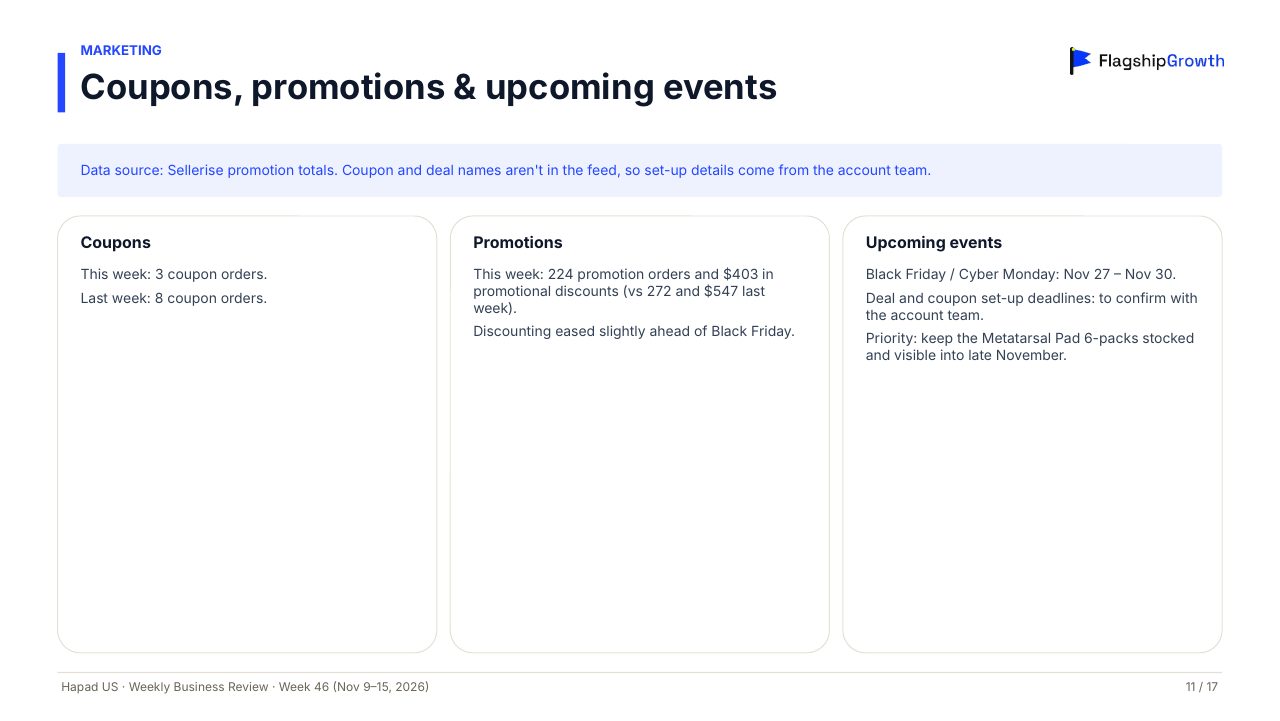 MARKETING
Coupons, promotions & upcoming events
FlagshipGrowth
Data source: Sellerise promotion totals. Coupon and deal names aren't in the feed, so set-up details come from the account team.
Coupons
This week: 3 coupon orders.
Last week: 8 coupon orders.
Promotions
This week: 224 promotion orders and $403 in
promotional discounts (vs 272 and $547 last
week).
Discounting eased slightly ahead of Black Friday.
Upcoming events
Black Friday / Cyber Monday: Nov 27 – Nov 30.
Deal and coupon set-up deadlines: to confirm with
the account team.
Priority: keep the Metatarsal Pad 6-packs stocked
and visible into late November.
Hapad US · Weekly Business Review · Week 46 (Nov 9–15, 2026)
11 / 17